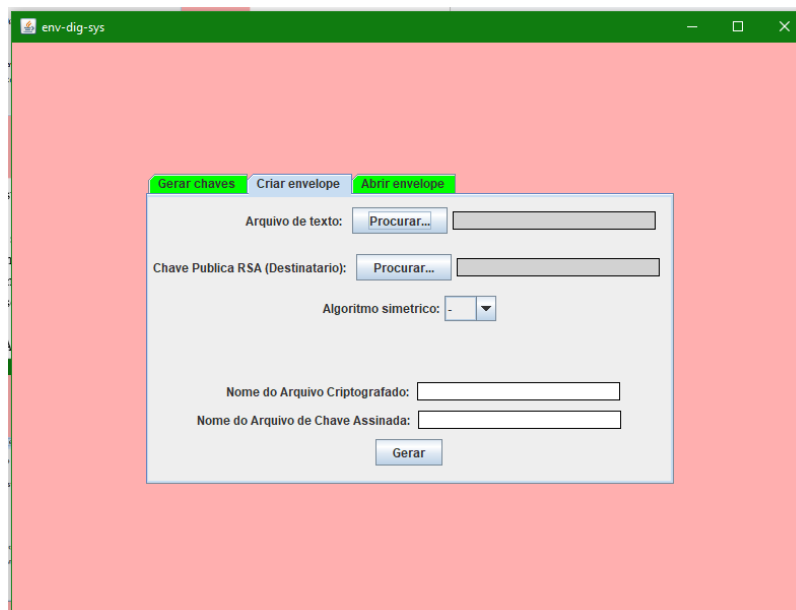 env-dig-sys
Gerar chaves Criar envelope Abrir envelope
Arquivo de texto: Procurar...
Chave Publica RSA (Destinatario): Procurar...
Algoritmo simetrico: -
Nome do Arquivo Criptografado:
Nome do Arquivo de Chave Assinada:
Gerar